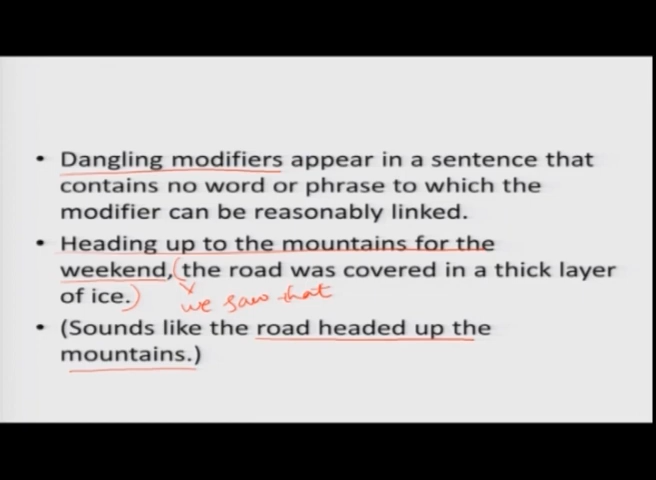 • Dangling modifiers appear in a sentence that
contains no word or phrase to which the
modifier can be reasonably linked.
• Heading up to the mountains for the
weekend, (the road was covered in a thick layer
of ice.)
we saw that
• (Sounds like the road headed up the
mountains.)